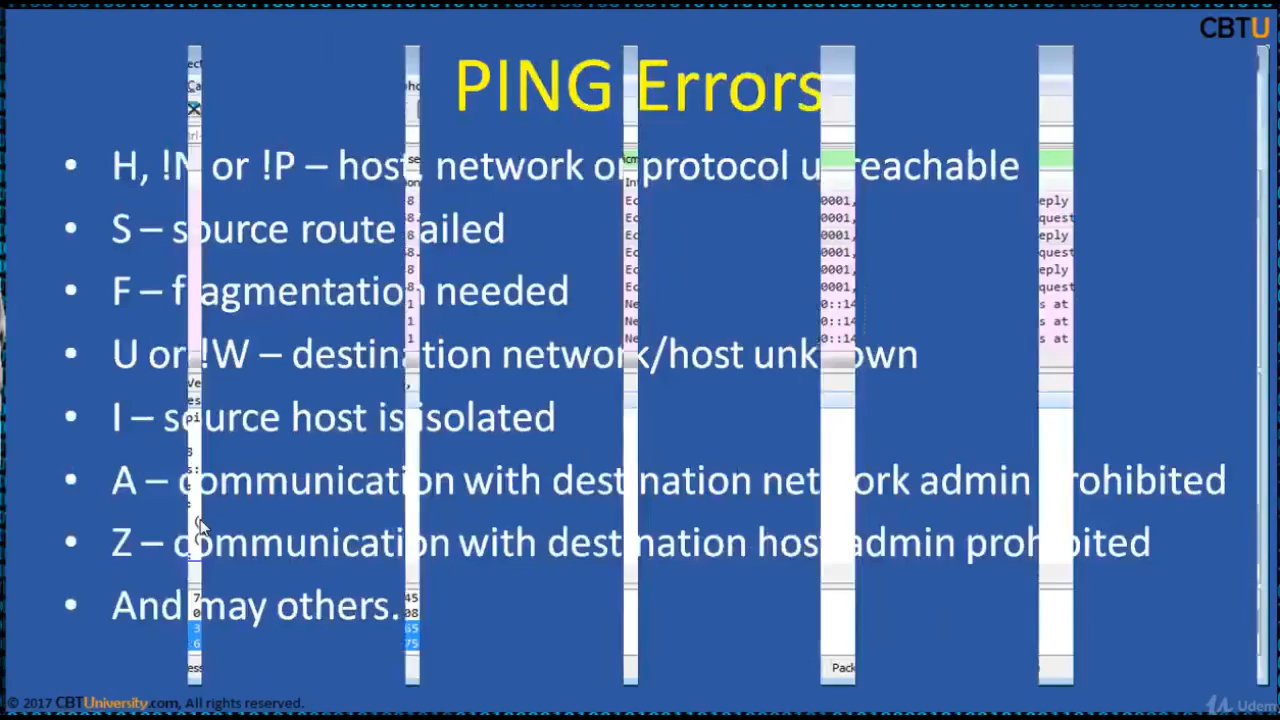 CBTU
PING Errors
• H, !N or !P – host, network or protocol unreachable
• S – source route failed
• F – fragmentation needed
• U or !W – destination network/host unknown
• I – source host is isolated
• A – communication with destination network admin prohibited
• Z – communication with destination host admin prohibited
• And may others.
© 2017 CBTUniversity.com, All rights reserved.